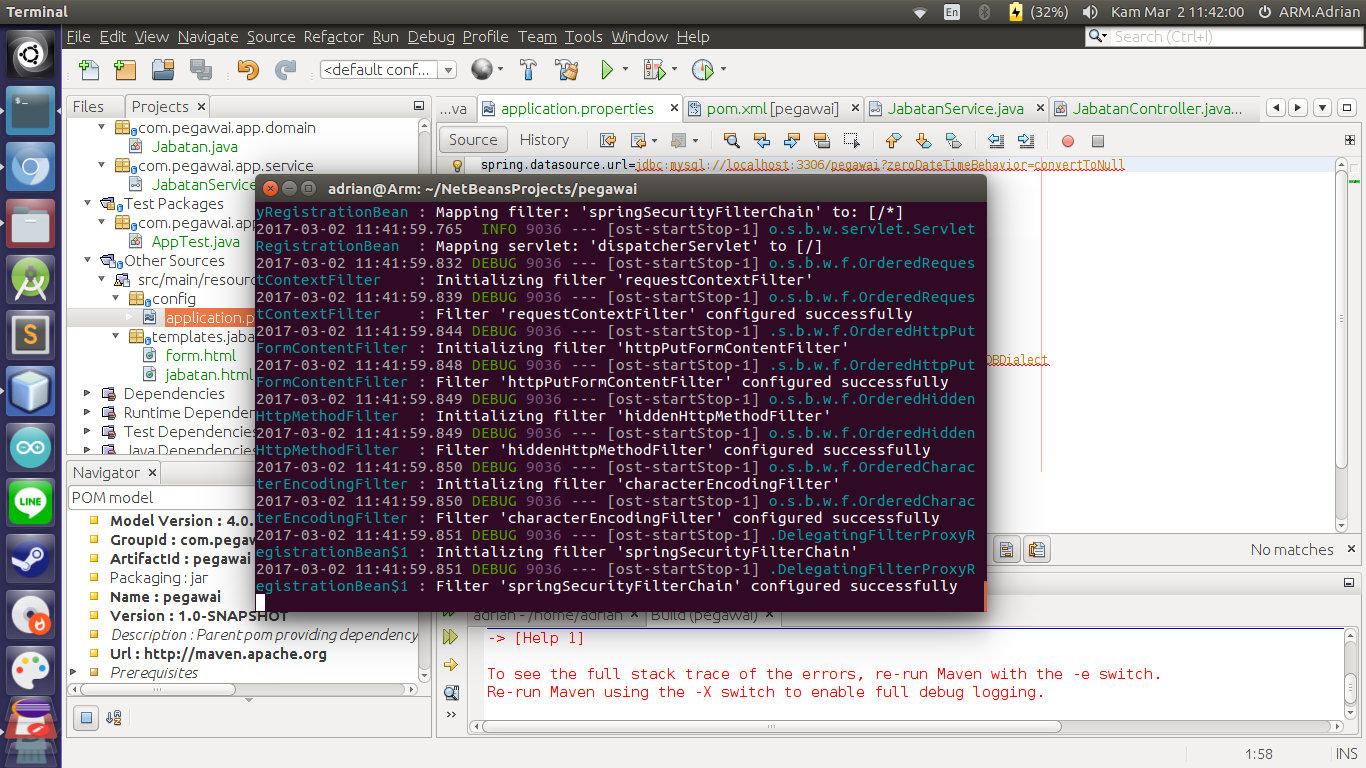 Terminal
En
(32%)
Kam Mar 2 11:42:00
ARM.Adrian
File Edit View Navigate Source Refactor Run Debug Profile Team Tools Window Help
Search (Ctrl+I)
<default conf...
Files
Projects
...va
application.properties
pom.xml [pegawai]
JabatanService.java
JabatanController.java...
Source
History
com.pegawai.app.domain
Jabatan.java
com.pegawai.app.service
JabatanService
Test Packages
com.pegawai.app
AppTest.java
Other Sources
src/main/resour
config
application.p
templates.jaba
form.html
jabatan.html
Dependencies
Runtime Depender
Test Dependencies
Java Dependencies
spring.datasource.url=jdbc:mysql://localhost:3306/pegawai?zeroDateTimeBehavior=convertToNull
DBDialect
adrian@Arm: ~/NetBeansProjects/pegawai
yRegistrationBean : Mapping filter: 'springSecurityFilterChain' to: [/*]
2017-03-02 11:41:59.765  INFO 9036 --- [ost-startStop-1] o.s.b.w.servlet.Servlet
RegistrationBean  : Mapping servlet: 'dispatcherServlet' to [/]
2017-03-02 11:41:59.832 DEBUG 9036 --- [ost-startStop-1] o.s.b.w.f.OrderedReques
tContextFilter    : Initializing filter 'requestContextFilter'
2017-03-02 11:41:59.839 DEBUG 9036 --- [ost-startStop-1] o.s.b.w.f.OrderedReques
tContextFilter    : Filter 'requestContextFilter' configured successfully
2017-03-02 11:41:59.844 DEBUG 9036 --- [ost-startStop-1] .s.b.w.f.OrderedHttpPut
FormContentFilter : Initializing filter 'httpPutFormContentFilter'
2017-03-02 11:41:59.848 DEBUG 9036 --- [ost-startStop-1] .s.b.w.f.OrderedHttpPut
FormContentFilter : Filter 'httpPutFormContentFilter' configured successfully
2017-03-02 11:41:59.849 DEBUG 9036 --- [ost-startStop-1] o.s.b.w.f.OrderedHidden
HttpMethodFilter  : Initializing filter 'hiddenHttpMethodFilter'
2017-03-02 11:41:59.849 DEBUG 9036 --- [ost-startStop-1] o.s.b.w.f.OrderedHidden
HttpMethodFilter  : Filter 'hiddenHttpMethodFilter' configured successfully
2017-03-02 11:41:59.850 DEBUG 9036 --- [ost-startStop-1] o.s.b.w.f.OrderedCharac
terEncodingFilter : Initializing filter 'characterEncodingFilter'
2017-03-02 11:41:59.850 DEBUG 9036 --- [ost-startStop-1] o.s.b.w.f.OrderedCharac
terEncodingFilter : Filter 'characterEncodingFilter' configured successfully
2017-03-02 11:41:59.851 DEBUG 9036 --- [ost-startStop-1] .DelegatingFilterProxyR
egistrationBean$1 : Initializing filter 'springSecurityFilterChain'
2017-03-02 11:41:59.851 DEBUG 9036 --- [ost-startStop-1] .DelegatingFilterProxyR
egistrationBean$1 : Filter 'springSecurityFilterChain' configured successfully
No matches
Navigator
POM model
Model Version : 4.0.
GroupId : com.pegaw
ArtifactId : pegawai
Packaging : jar
Name : pegawai
Version : 1.0-SNAPSHOT
Description : Parent pom providing dependency
Url : http://maven.apache.org
Prerequisites
adrian - /home/adrian
Build (pegawai)
-> [Help 1]
To see the full stack trace of the errors, re-run Maven with the -e switch.
Re-run Maven using the -X switch to enable full debug logging.
LINE
1:58
INS